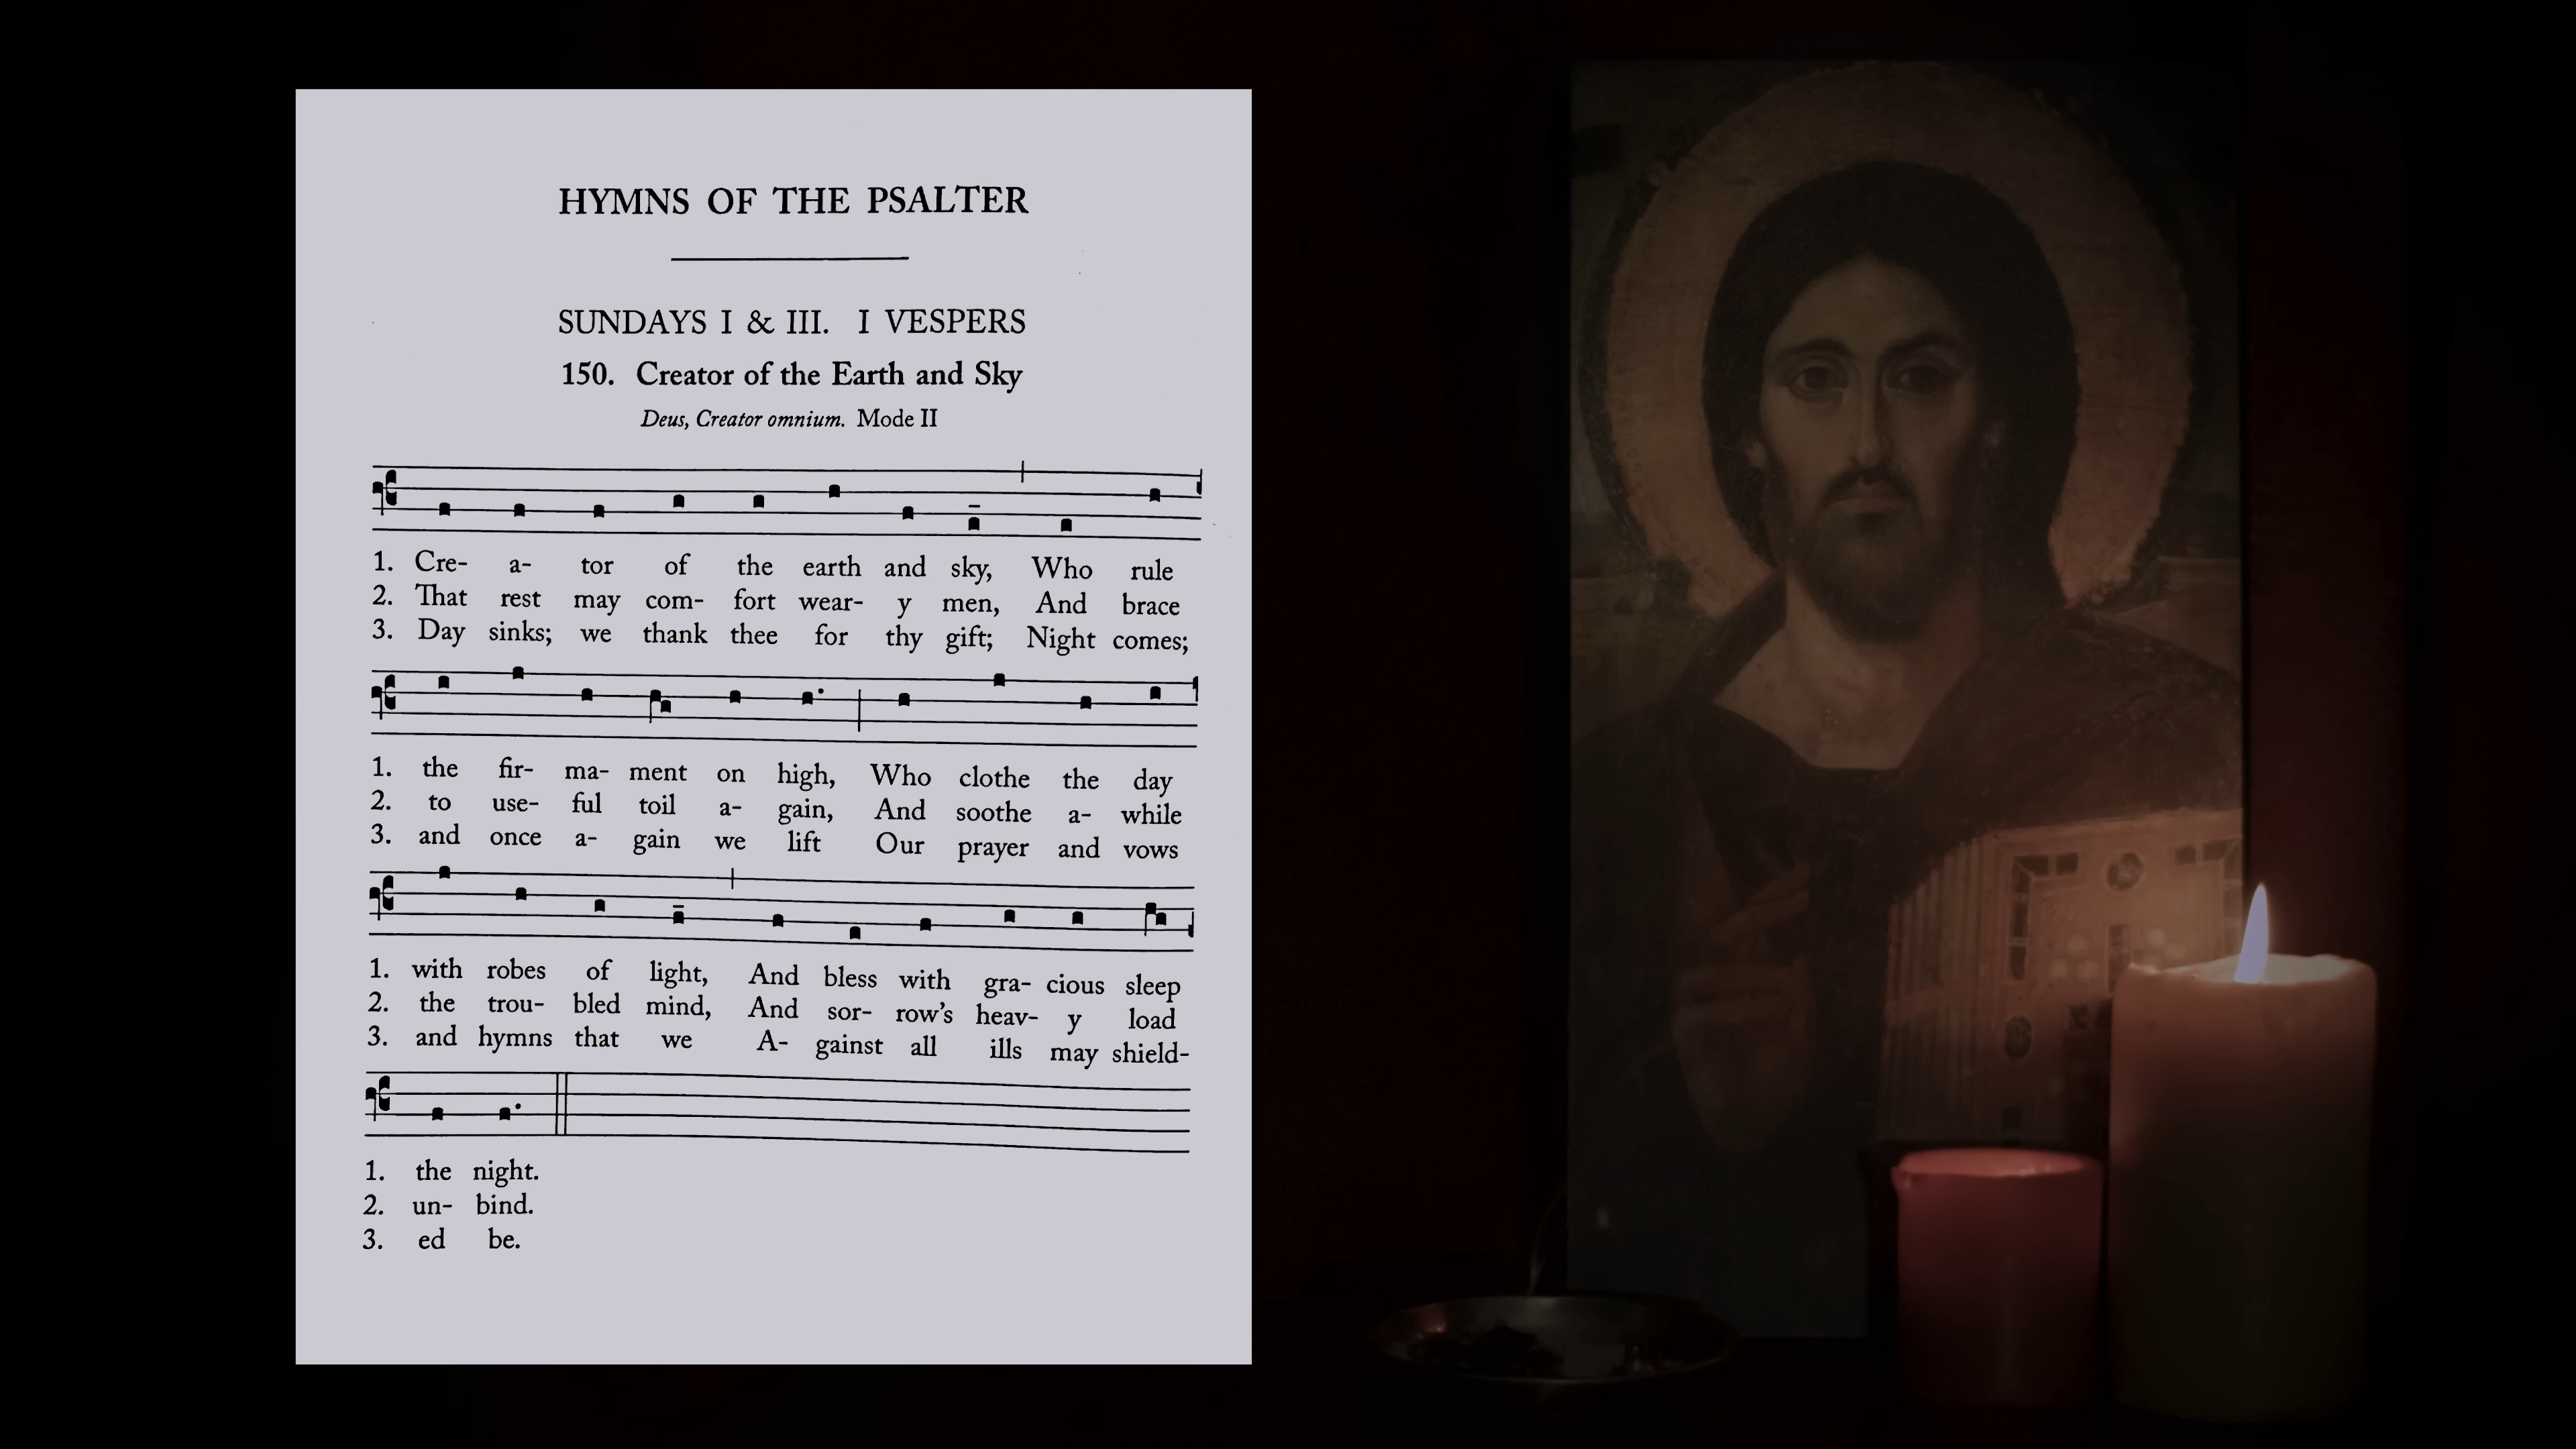 HYMNS OF THE PSALTER
SUNDAYS I & III. I VESPERS
150. Creator of the Earth and Sky
Deus, Creator omnium. Mode II
1. Cre- a- tor of the earth and sky, Who rule
2. That rest may com- fort wear- y men, And brace
3. Day sinks; we thank thee for thy gift; Night comes;
1. the fir- ma- ment on high, Who clothe the day
2. to use- ful toil a- gain, And soothe a- while
3. and once a- gain we lift Our prayer and vows
1. with robes of light, And bless with gra- cious sleep
2. the trou- bled mind, And sor- row's heav- y load
3. and hymns that we A- gainst all ills may shield-
1. the night.
2. un- bind.
3. ed be.